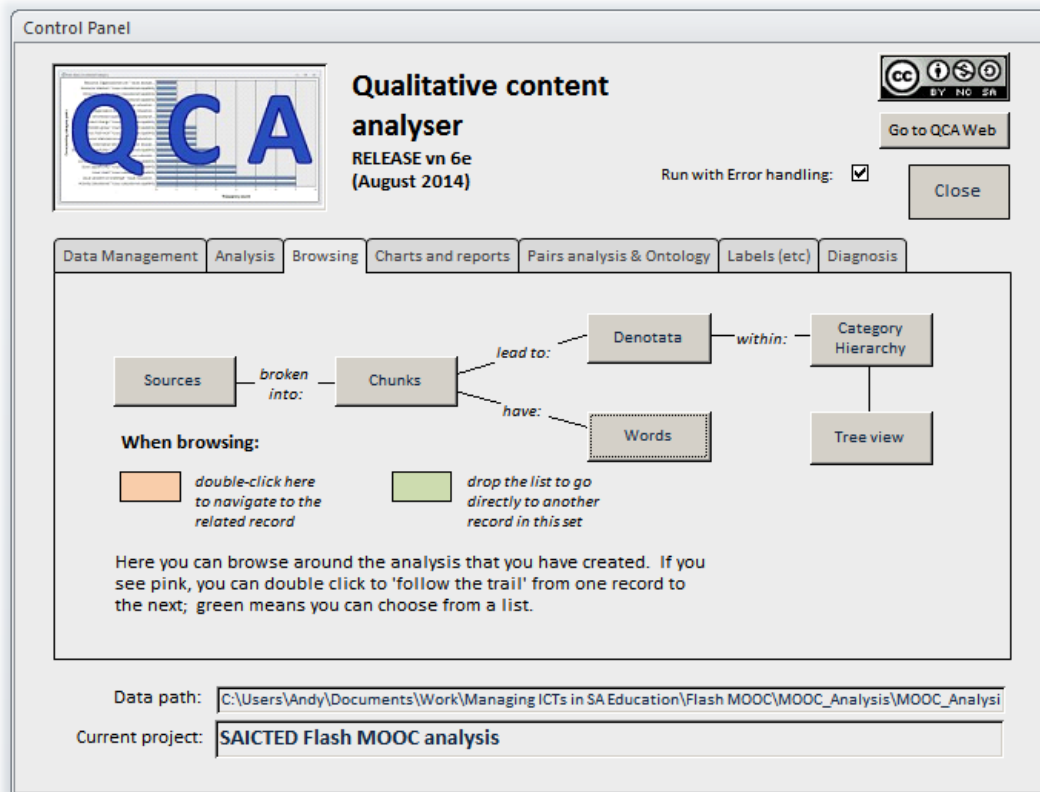 Control Panel
QCA
Qualitative content
analyser
RELEASE vn 6e
(August 2014)
cc
BY NC SA
Go to QCA Web
Run with Error handling:
Close
Data Management
Analysis
Browsing
Charts and reports
Pairs analysis & Ontology
Labels (etc)
Diagnosis
Sources
broken
into:
Chunks
lead to:
Denotata
within:
Category
Hierarchy
have:
Words
Tree view
When browsing:
double-click here
to navigate to the
related record
drop the list to go
directly to another
record in this set
Here you can browse around the analysis that you have created.  If you
see pink, you can double click to 'follow the trail' from one record to
the next;  green means you can choose from a list.
Data path:
C:\Users\Andy\Documents\Work\Managing ICTs in SA Education\Flash MOOC\MOOC_Analysis\MOOC_Analysi
Current project:
SAICTED Flash MOOC analysis